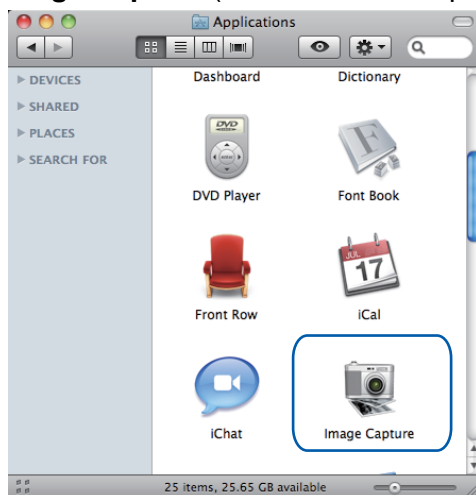 Applications
DEVICES
SHARED
PLACES
SEARCH FOR
Dashboard Dictionary
DVD
enter
F
DVD Player Font Book
JUL
17
Front Row iCal
iChat Image Capture
25 items, 25.65 GB available